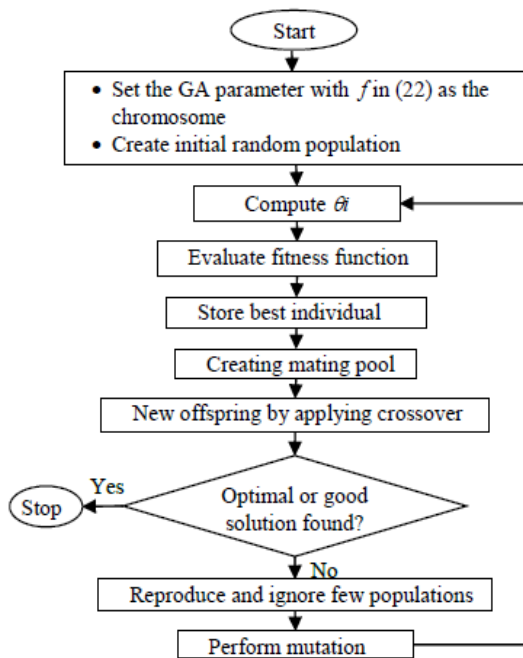 Start
• Set the GA parameter with f in (22) as the
chromosome
• Create initial random population
Compute θi
Evaluate fitness function
Store best individual
Creating mating pool
New offspring by applying crossover
Yes
Optimal or good
Stop
solution found?
No
Reproduce and ignore few populations
Perform mutation